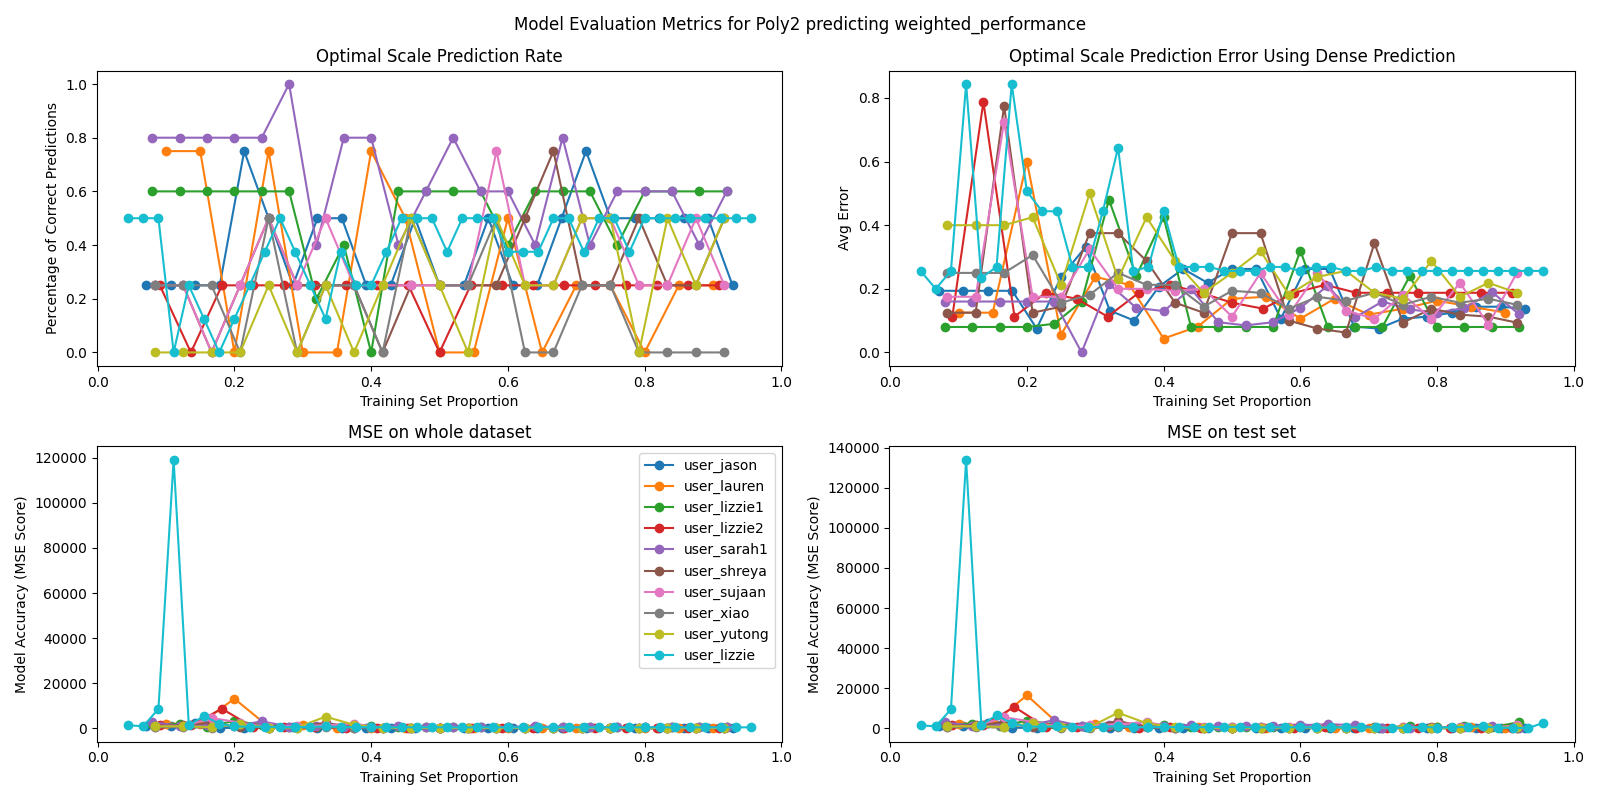 Model Evaluation Metrics for Poly2 predicting weighted_performance
Optimal Scale Prediction Rate
Percentage of Correct Predictions
1.0
0.8
0.6
0.4
0.2
0.0
0.0 0.2 0.4 0.6 0.8 1.0
Training Set Proportion
Optimal Scale Prediction Error Using Dense Prediction
Avg Error
0.8
0.6
0.4
0.2
0.0
0.0 0.2 0.4 0.6 0.8 1.0
Training Set Proportion
MSE on whole dataset
Model Accuracy (MSE Score)
120000
100000
80000
60000
40000
20000
0
0.0 0.2 0.4 0.6 0.8 1.0
Training Set Proportion
user_jason
user_lauren
user_lizzie1
user_lizzie2
user_sarah1
user_shreya
user_sujaan
user_xiao
user_yutong
user_lizzie
MSE on test set
Model Accuracy (MSE Score)
140000
120000
100000
80000
60000
40000
20000
0
0.0 0.2 0.4 0.6 0.8 1.0
Training Set Proportion